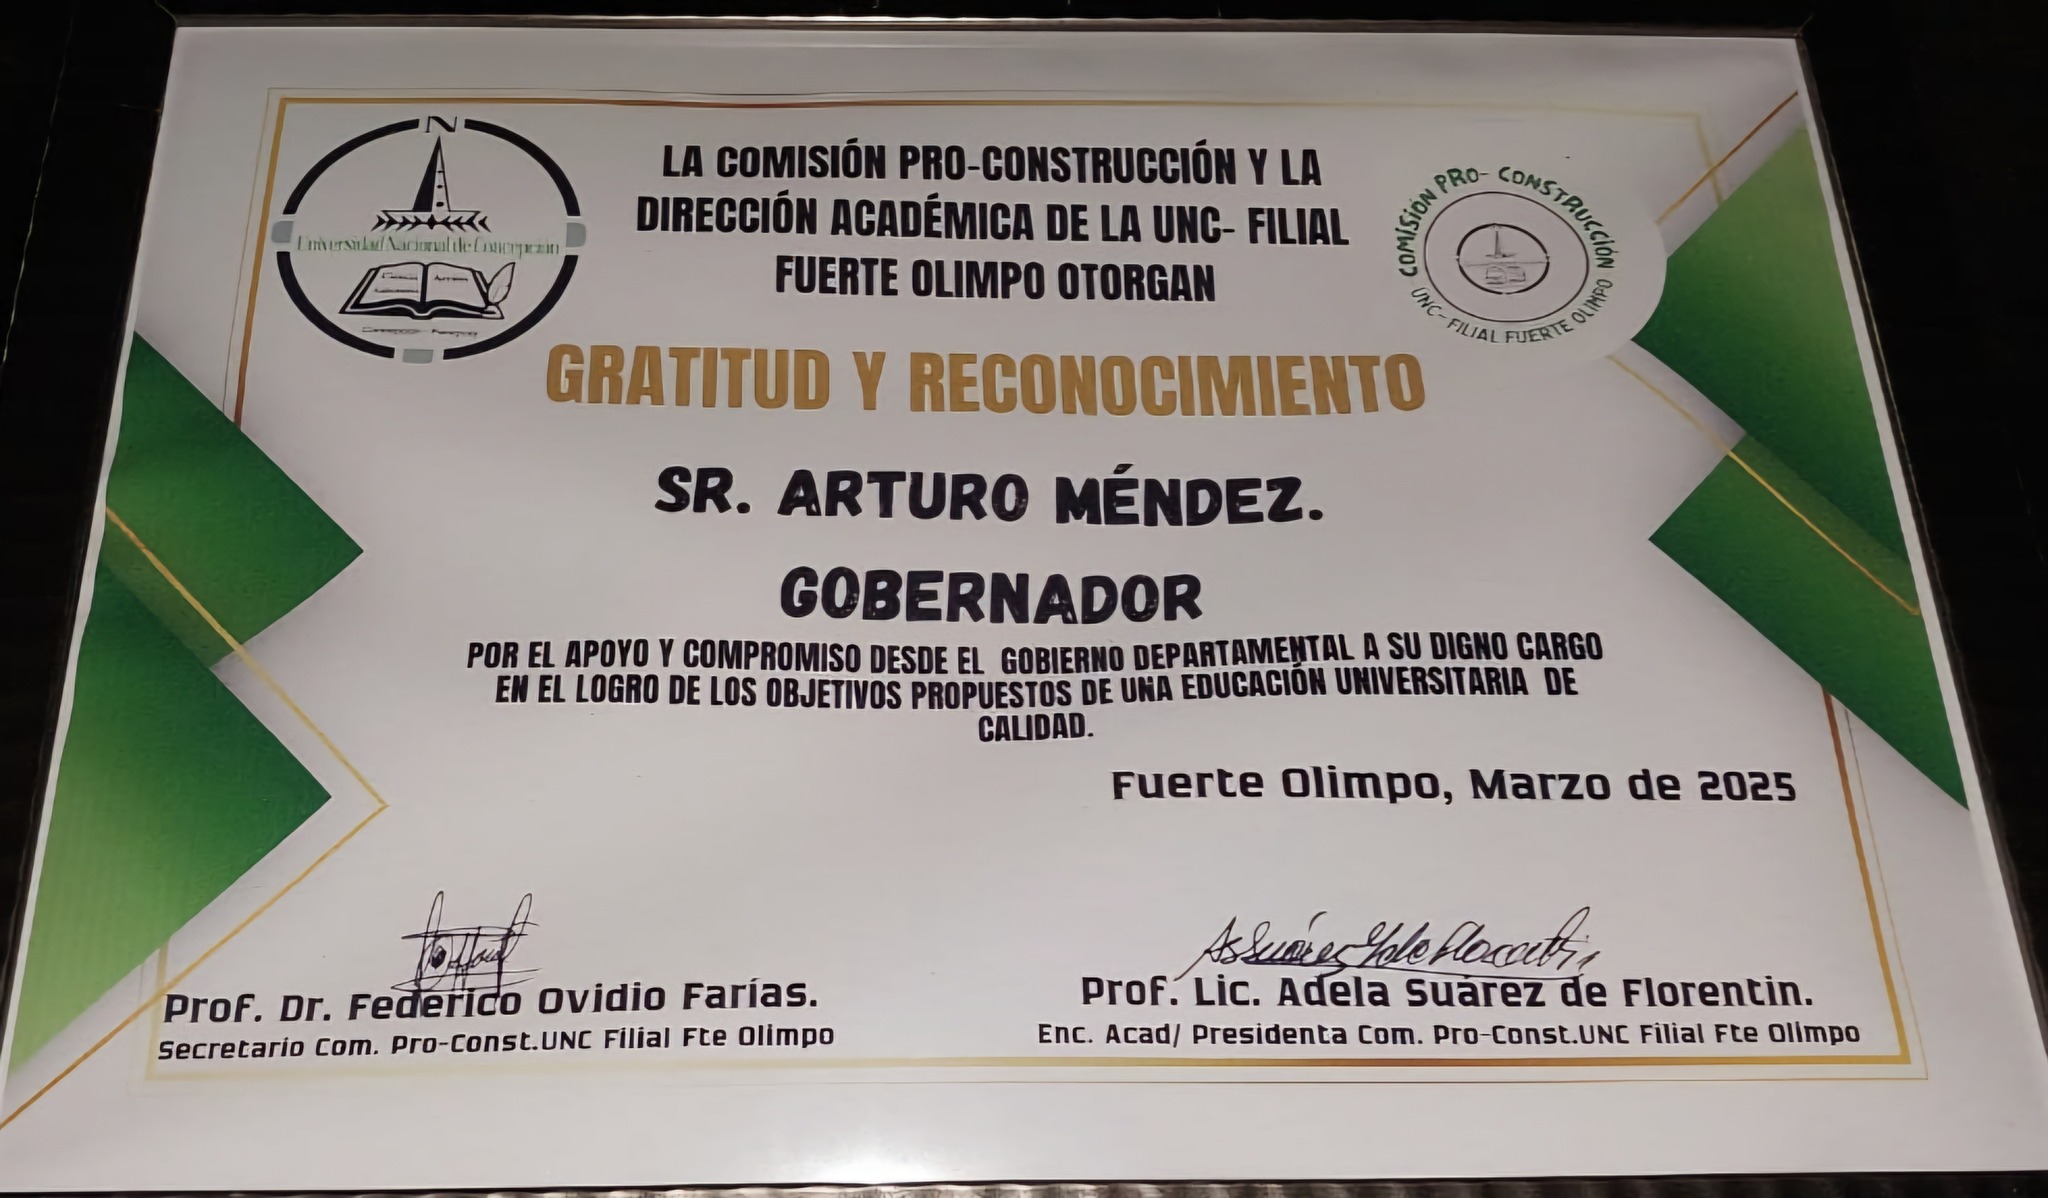 N
Universidad Nacional de Concepción
COMISIÓN PRO- CONSTRUCCIÓN
UNC- FILIAL FUERTE OLIMPO
LA COMISIÓN PRO-CONSTRUCCIÓN Y LA
DIRECCIÓN ACADÉMICA DE LA UNC- FILIAL
FUERTE OLIMPO OTORGAN
GRATITUD Y RECONOCIMIENTO
SR. ARTURO MÉNDEZ.
GOBERNADOR
POR EL APOYO Y COMPROMISO DESDE EL GOBIERNO DEPARTAMENTAL A SU DIGNO CARGO
EN EL LOGRO DE LOS OBJETIVOS PROPUESTOS DE UNA EDUCACIÓN UNIVERSITARIA DE
CALIDAD.
Fuerte Olimpo, Marzo de 2025
Prof. Dr. Federico Ovidio Farías.
Secretario Com. Pro-Const.UNC Filial Fte Olimpo
Prof. Lic. Adela Suárez de Florentin.
Enc. Acad/ Presidenta Com. Pro-Const.UNC Filial Fte Olimpo